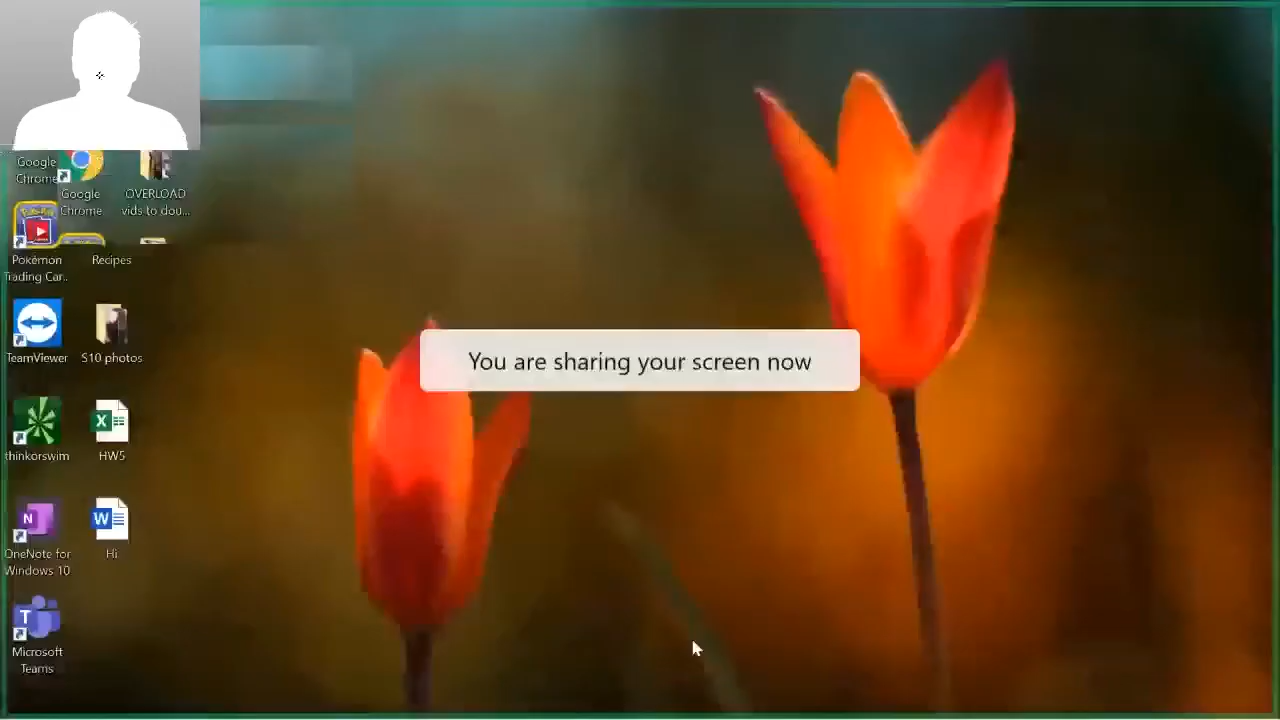 Google
Chrome
Google
Chrome
OVERLOAD
vids to dou...
Pokémon
Trading Car..
Recipes
TeamViewer
S10 photos
You are sharing your screen now
thinkorswim
HW5
OneNote for
Windows 10
Hi
Microsoft
Teams